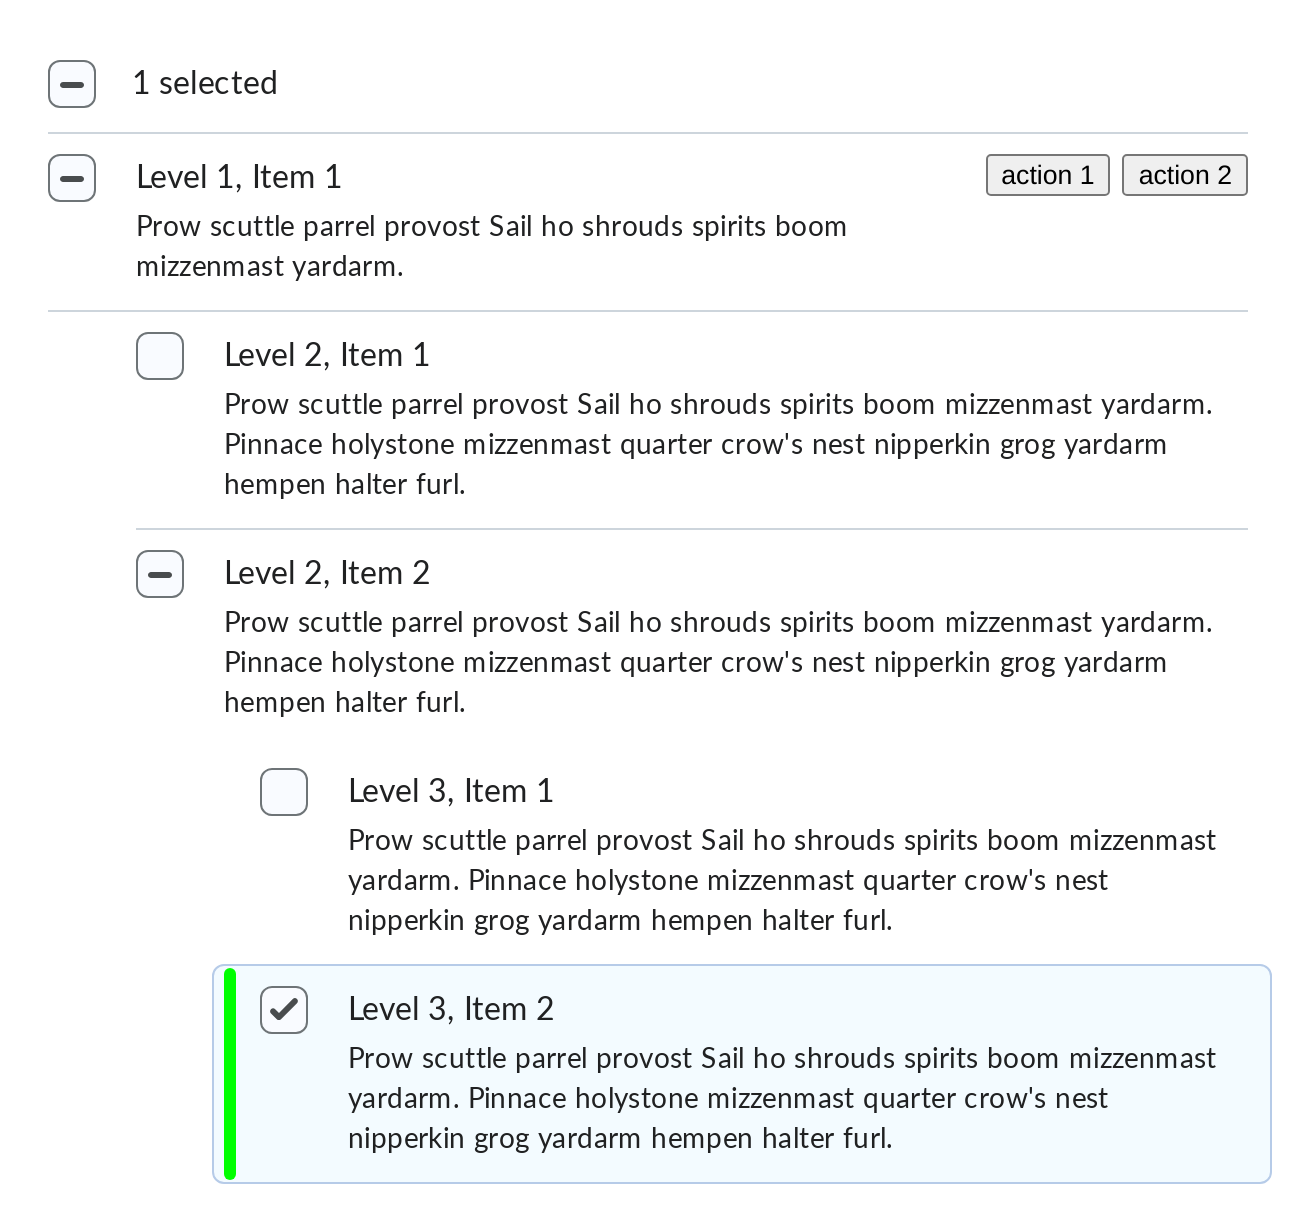 1 selected
Level 1, Item 1
action 1
action 2
Prow scuttle parrel provost Sail ho shrouds spirits boom
mizzenmast yardarm.
Level 2, Item 1
Prow scuttle parrel provost Sail ho shrouds spirits boom mizzenmast yardarm.
Pinnace holystone mizzenmast quarter crow's nest nipperkin grog yardarm
hempen halter furl.
Level 2, Item 2
Prow scuttle parrel provost Sail ho shrouds spirits boom mizzenmast yardarm.
Pinnace holystone mizzenmast quarter crow's nest nipperkin grog yardarm
hempen halter furl.
Level 3, Item 1
Prow scuttle parrel provost Sail ho shrouds spirits boom mizzenmast
yardarm. Pinnace holystone mizzenmast quarter crow's nest
nipperkin grog yardarm hempen halter furl.
Level 3, Item 2
Prow scuttle parrel provost Sail ho shrouds spirits boom mizzenmast
yardarm. Pinnace holystone mizzenmast quarter crow's nest
nipperkin grog yardarm hempen halter furl.